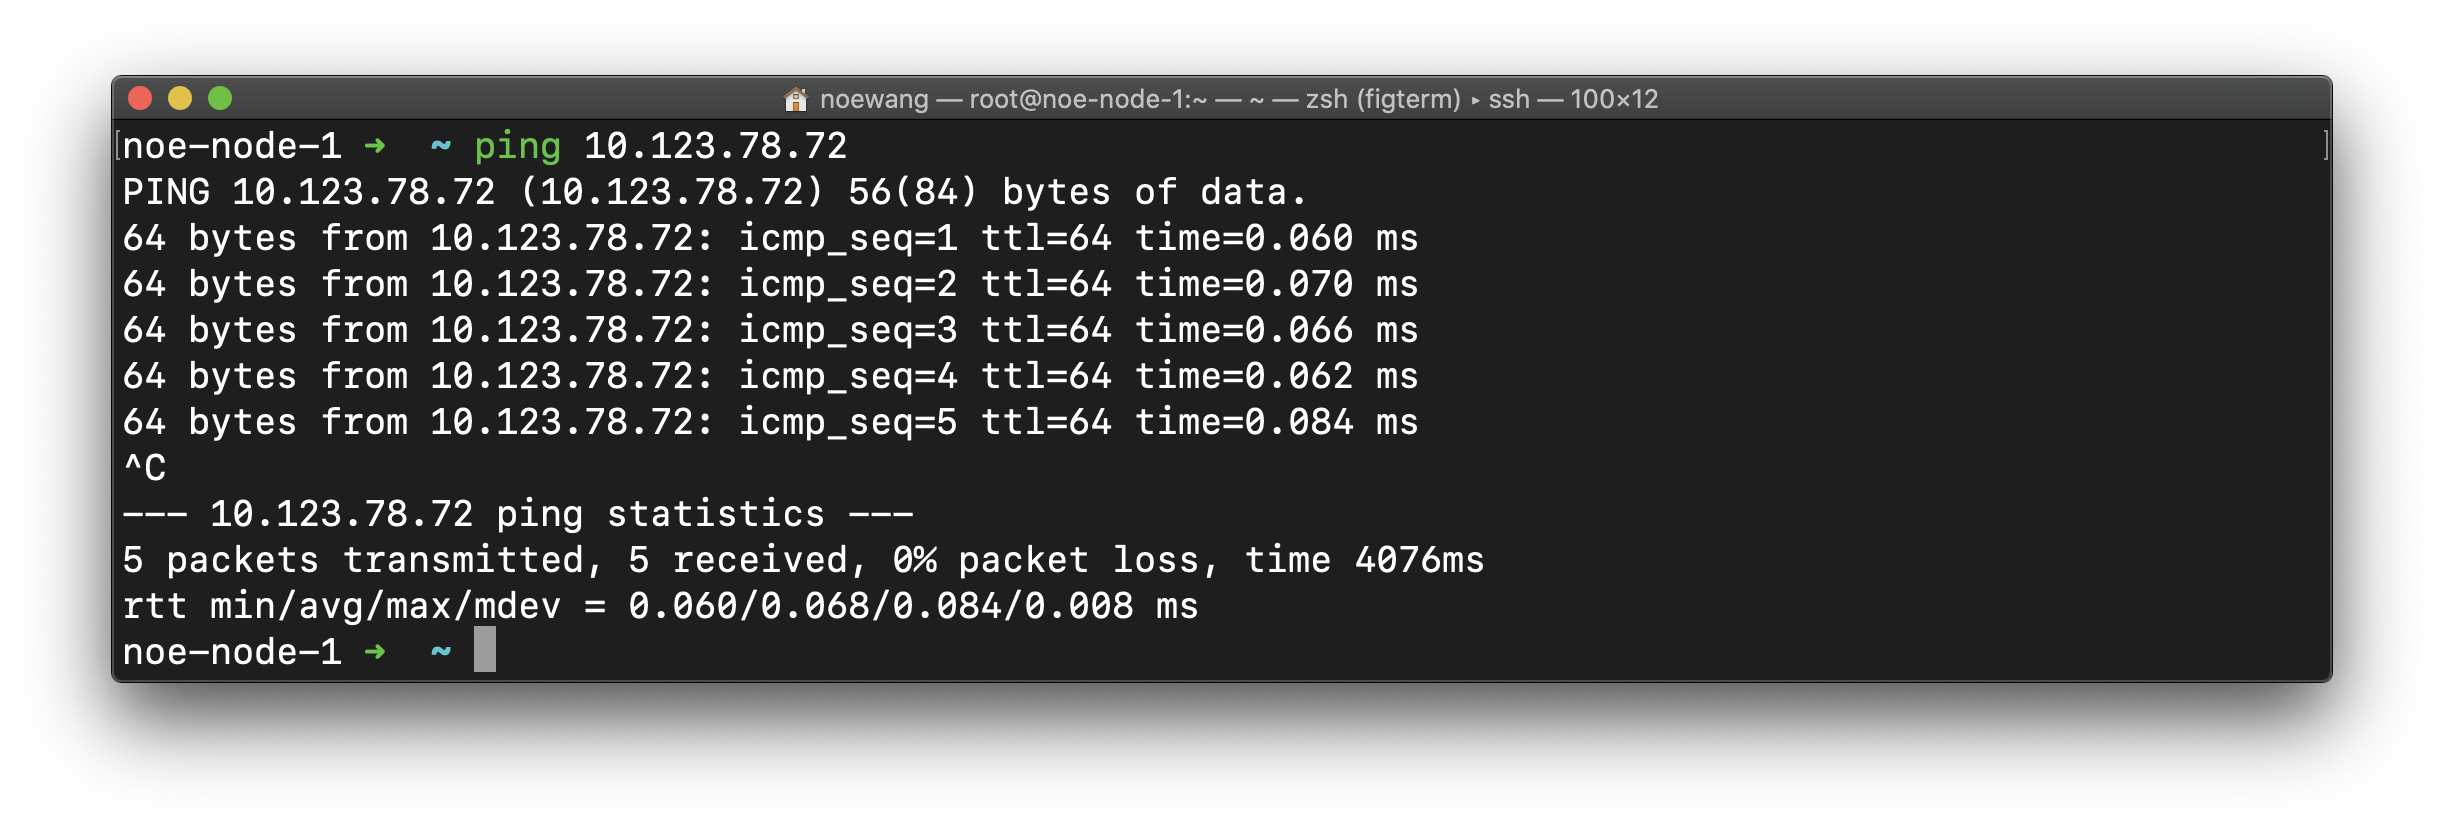 noewang — root@noe-node-1:~ — ~ — zsh (figterm) ▸ ssh — 100×12
[noe-node-1 ➜  ~ ping 10.123.78.72 ]
PING 10.123.78.72 (10.123.78.72) 56(84) bytes of data.
64 bytes from 10.123.78.72: icmp_seq=1 ttl=64 time=0.060 ms
64 bytes from 10.123.78.72: icmp_seq=2 ttl=64 time=0.070 ms
64 bytes from 10.123.78.72: icmp_seq=3 ttl=64 time=0.066 ms
64 bytes from 10.123.78.72: icmp_seq=4 ttl=64 time=0.062 ms
64 bytes from 10.123.78.72: icmp_seq=5 ttl=64 time=0.084 ms
^C
--- 10.123.78.72 ping statistics ---
5 packets transmitted, 5 received, 0% packet loss, time 4076ms
rtt min/avg/max/mdev = 0.060/0.068/0.084/0.008 ms
noe-node-1 ➜  ~